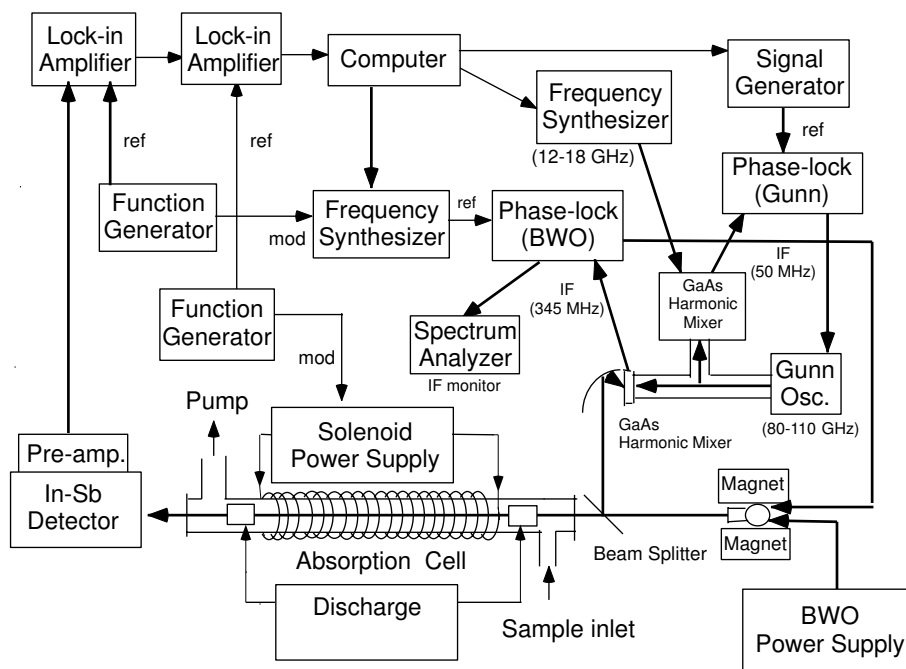 Lock-in
Amplifier
Lock-in
Amplifier
Computer
Signal
Generator
Frequency
Synthesizer
(12-18 GHz)
ref
ref
ref
Phase-lock
(Gunn)
Function
Generator
mod
Frequency
Synthesizer
ref
Phase-lock
(BWO)
IF
(50 MHz)
IF
(345 MHz)
GaAs
Harmonic
Mixer
Function
Generator
mod
Spectrum
Analyzer
IF monitor
Gunn
Osc.
(80-110 GHz)
GaAs
Harmonic Mixer
Pump
Solenoid
Power Supply
Pre-amp.
In-Sb
Detector
Magnet
Magnet
Beam Splitter
Absorption Cell
Discharge
Sample inlet
BWO
Power Supply